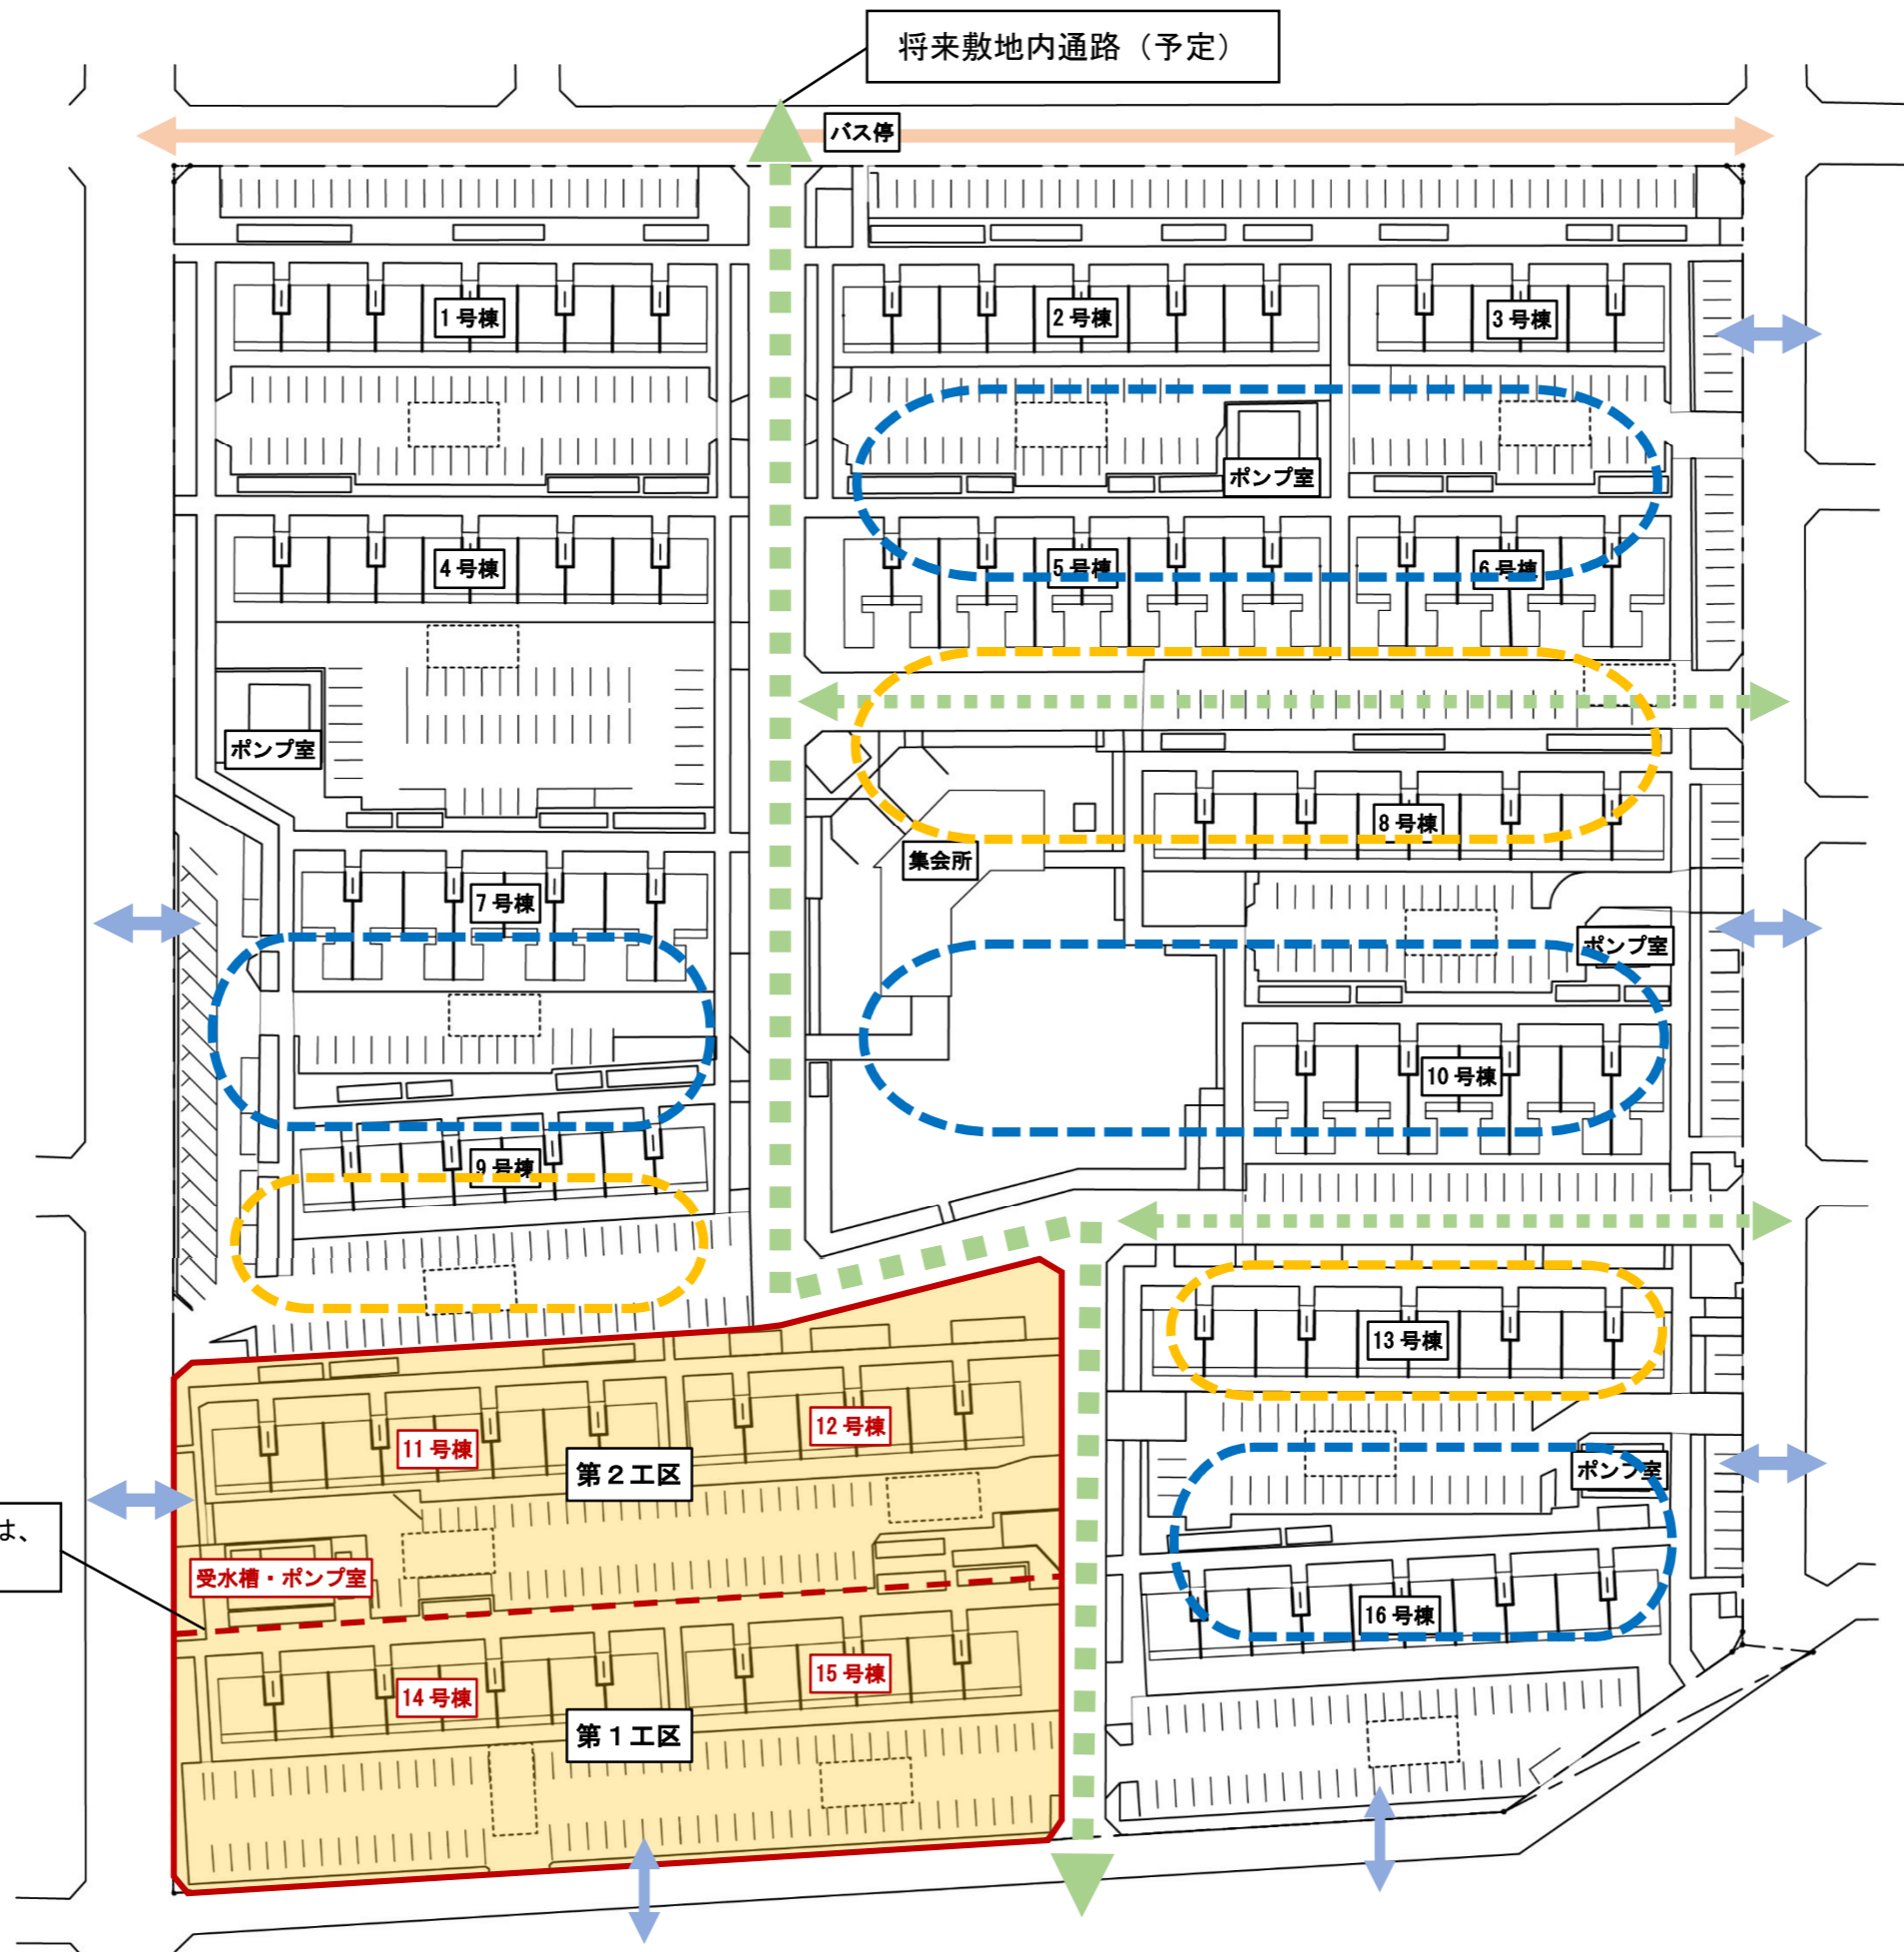 将来敷地内通路（予定）
バス停
1号棟
2号棟
3号棟
ポンプ室
4号棟
5号棟
6号棟
ポンプ室
8号棟
集会所
7号棟
ポンプ室
10号棟
9号棟
13号棟
12号棟
11号棟
第２工区
ポンプ室
は、
受水槽・ポンプ室
16号棟
15号棟
14号棟
第１工区